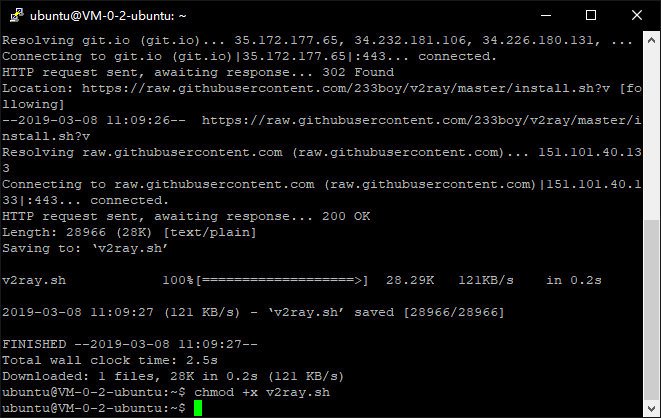 ubuntu@VM-0-2-ubuntu: ~
Resolving git.io (git.io)... 35.172.177.65, 34.232.181.106, 34.226.180.131, ...
Connecting to git.io (git.io)|35.172.177.65|:443... connected.
HTTP request sent, awaiting response... 302 Found
Location: https://raw.githubusercontent.com/233boy/v2ray/master/install.sh?v [fo
llowing]
--2019-03-08 11:09:26--  https://raw.githubusercontent.com/233boy/v2ray/master/i
nstall.sh?v
Resolving raw.githubusercontent.com (raw.githubusercontent.com)... 151.101.40.13
3
Connecting to raw.githubusercontent.com (raw.githubusercontent.com)|151.101.40.1
33|:443... connected.
HTTP request sent, awaiting response... 200 OK
Length: 28966 (28K) [text/plain]
Saving to: ‘v2ray.sh’
v2ray.sh            100%[===================>]  28.29K   121KB/s    in 0.2s
2019-03-08 11:09:27 (121 KB/s) - ‘v2ray.sh’ saved [28966/28966]
FINISHED --2019-03-08 11:09:27--
Total wall clock time: 2.5s
Downloaded: 1 files, 28K in 0.2s (121 KB/s)
ubuntu@VM-0-2-ubuntu:~$ chmod +x v2ray.sh
ubuntu@VM-0-2-ubuntu:~$